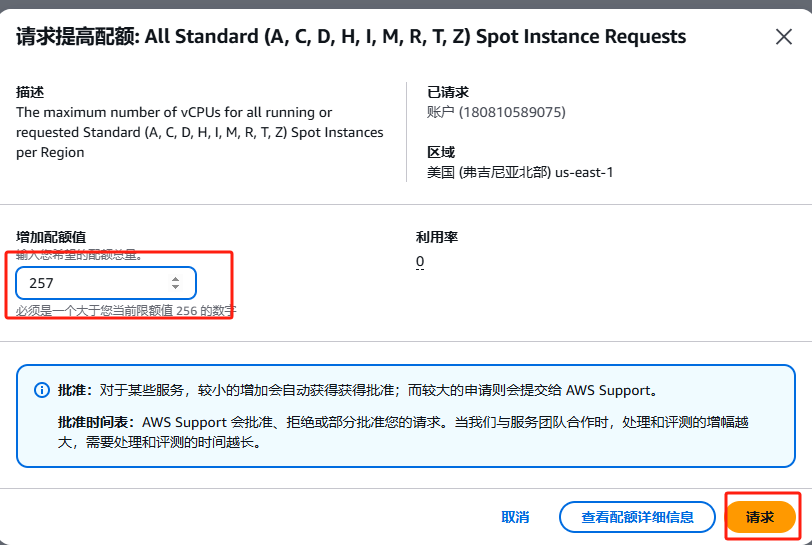 请求提高配额: All Standard (A, C, D, H, I, M, R, T, Z) Spot Instance Requests
描述
The maximum number of vCPUs for all running or
requested Standard (A, C, D, H, I, M, R, T, Z) Spot Instances
per Region
已请求
账户 (180810589075)
区域
美国 (弗吉尼亚北部) us-east-1
增加配额值
输入您希望的配额总量。
257
必须是一个大于您当前限额值 256 的数字
利用率
0
批准：对于某些服务，较小的增加会自动获得获得批准；而较大的申请则会提交给 AWS Support。
批准时间表：AWS Support 会批准、拒绝或部分批准您的请求。当我们与服务团队合作时，处理和评测的增幅越
大，需要处理和评测的时间越长。
取消
查看配额详细信息
请求